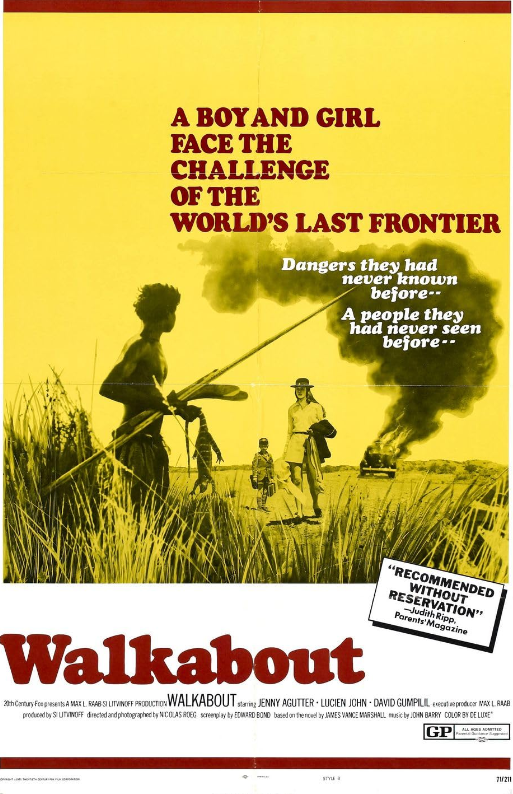 A BOY AND GIRL
FACE THE
CHALLENGE
OF THE
WORLD'S LAST FRONTIER
Dangers they had
never known
before--
A people they
had never seen
before--
"RECOMMENDED
WITHOUT
RESERVATION"
—Judith Ripp,
Parents' Magazine
Walkabout
20th Century Fox presents A MAX L. RAAB·SI LITVINOFF PRODUCTION WALKABOUT starring JENNY AGUTTER · LUCIEN JOHN · DAVID GUMPILIL executive producer MAX L. RAAB
produced by SI LITVINOFF directed and photographed by NICOLAS ROEG screenplay by EDWARD BOND based on the novel by JAMES VANCE MARSHALL music by JOHN BARRY COLOR BY DE LUXE®
GP ALL AGES ADMITTED
Parental Guidance Suggested
STYLE B
71/211